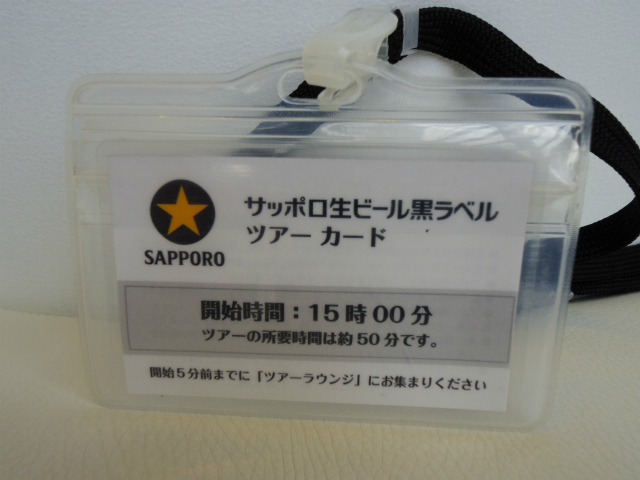 サッポロ生ビール黒ラベル
ツアー カード
SAPPORO
開始時間：15時00分
ツアーの所要時間は約50分です。
開始5分前までに「ツアーラウンジ」にお集まりください